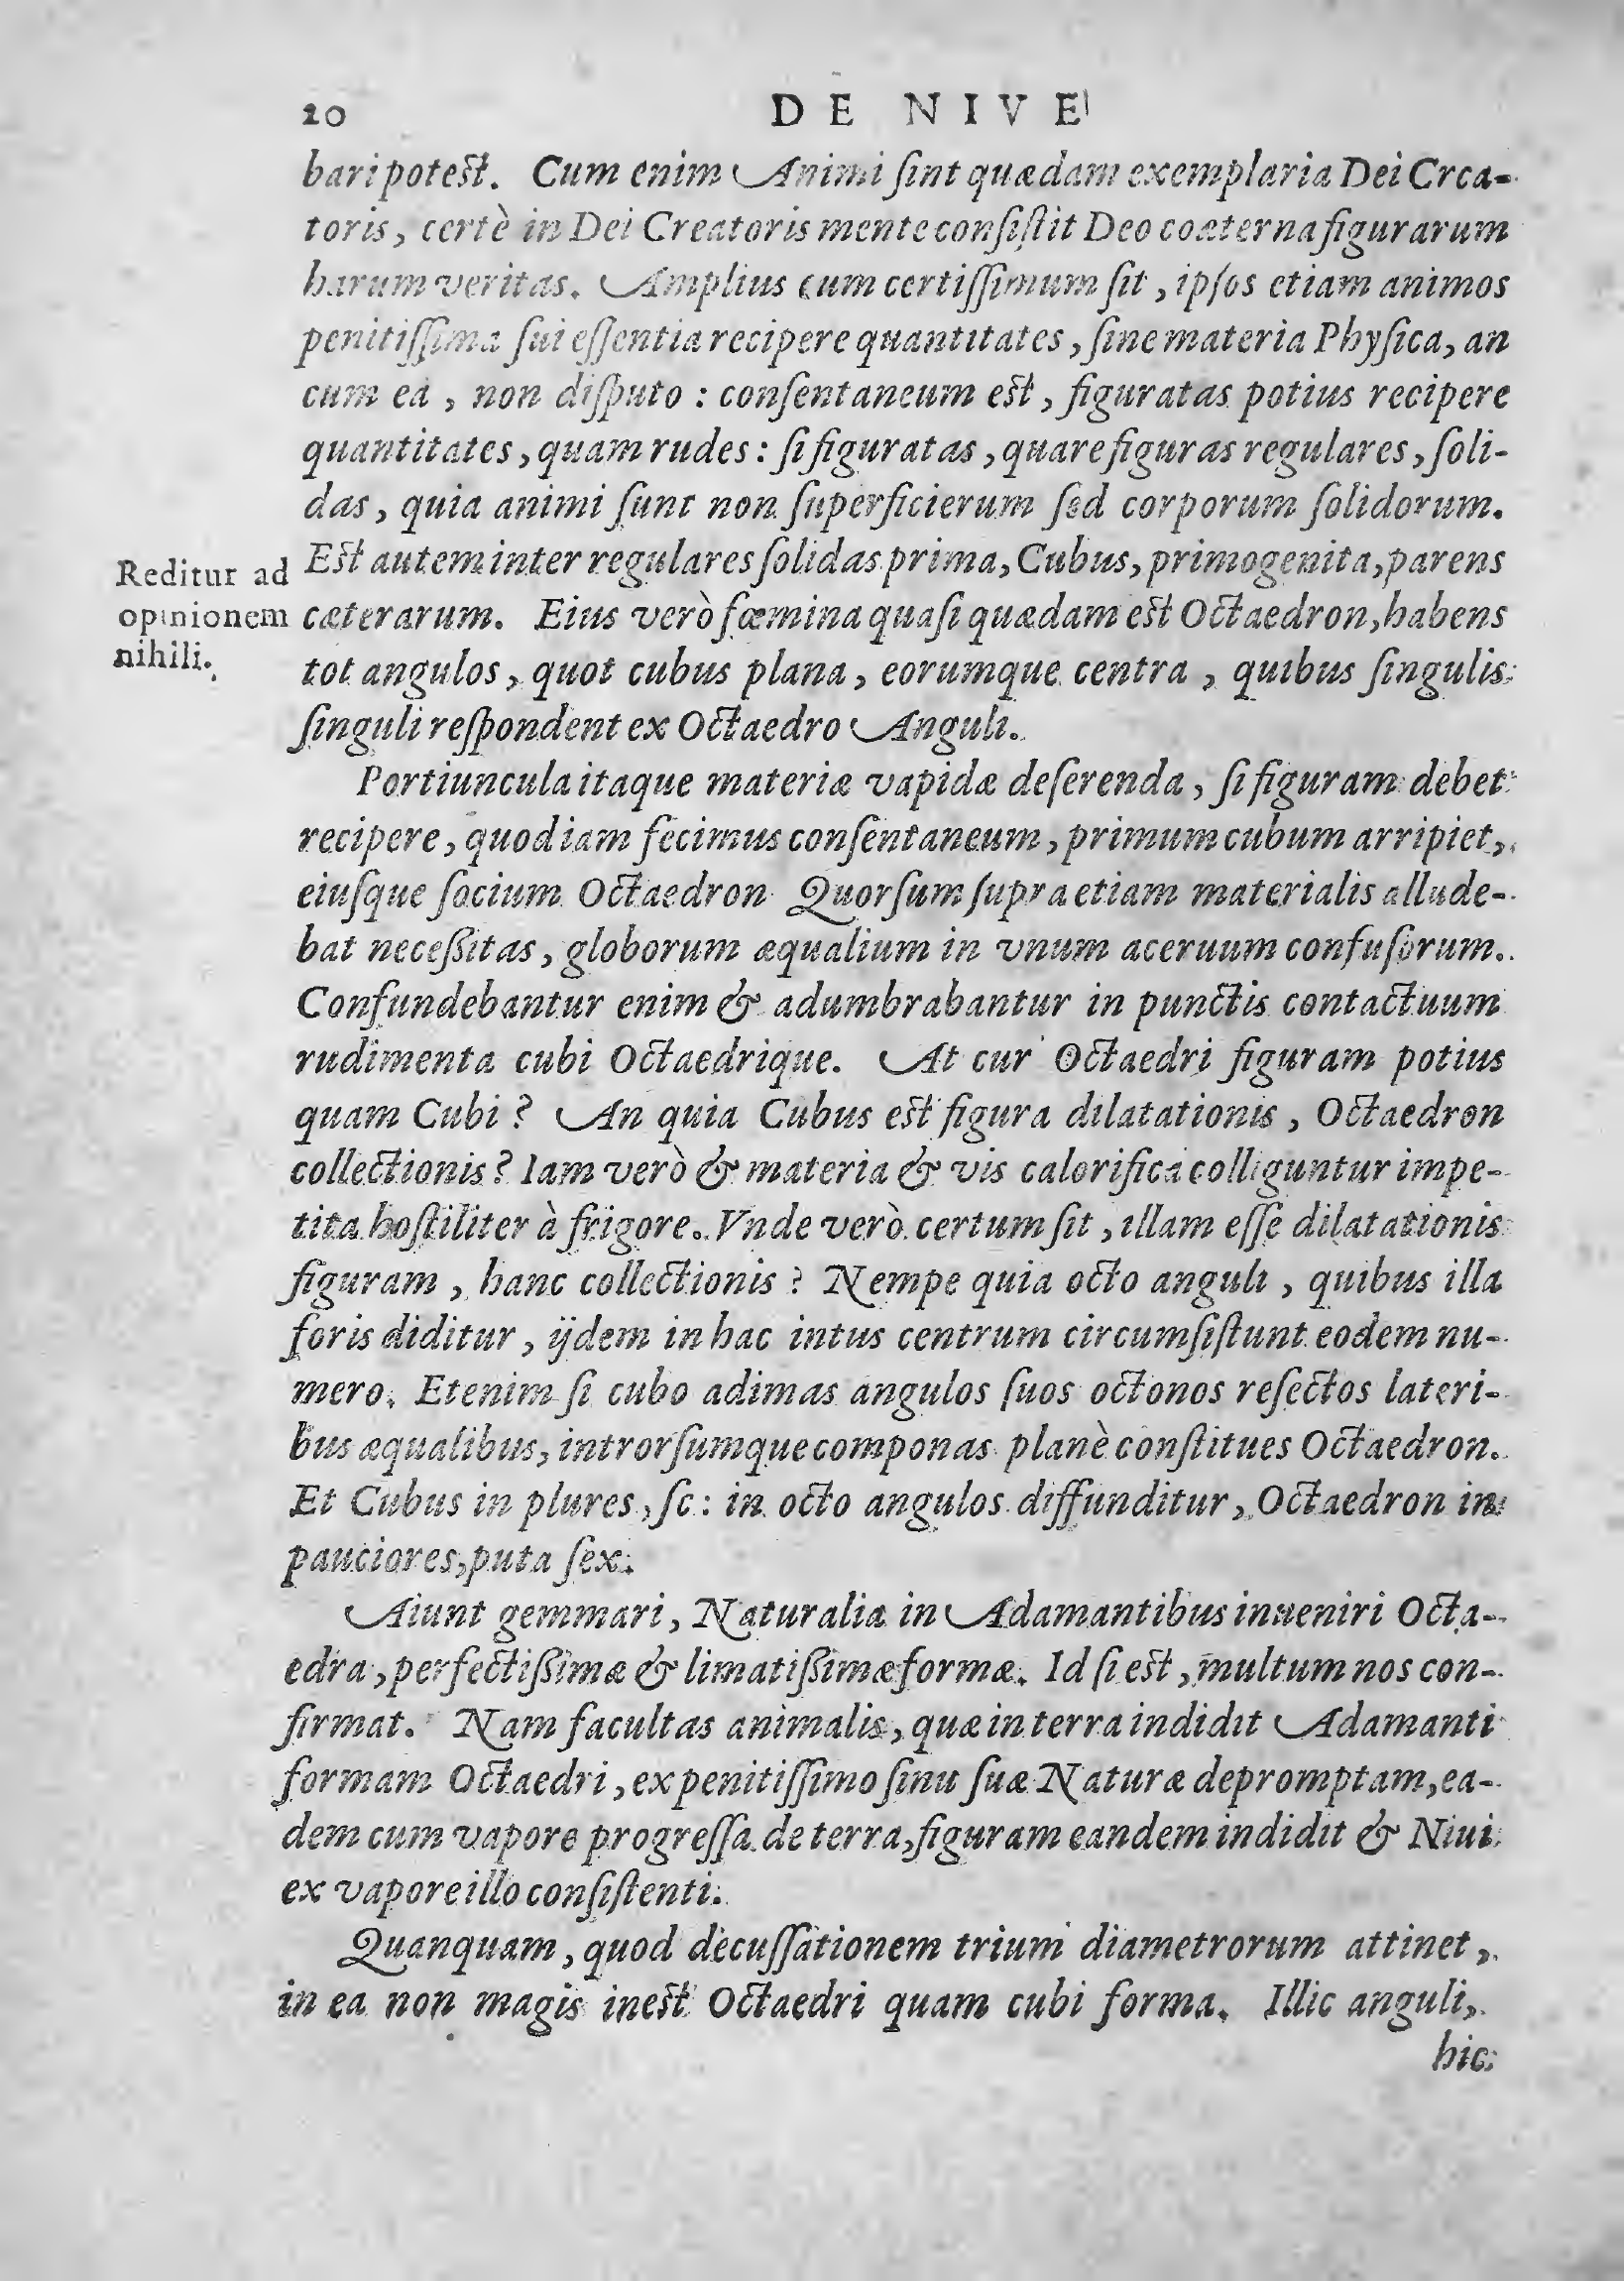 20 DE NIVE
bari potest. Cum enim Animi ſint quædam exemplaria Dei Crea-
toris, certè in Dei Creatoris mente conſiſtit Deo coæterna figurarum
harum veritas. Amplius cum certiſſimum ſit, ipſos etiam animos
penitiſſima ſui eſſentia recipere quantitates, ſine materia Phyſica, an
cum eâ, non diſputo: conſentaneum est, figuratas potius recipere
quantitates, quam rudes: ſi figuratas, quare figuras regulares, ſoli-
das, quia animi ſunt non ſuperficierum ſed corporum ſolidorum.
Reditur ad
opinionem
nihili.
Est autem inter regulares ſolidas prima, Cubus, primogenita, parens
cæterarum. Eius verò fœmina quaſi quædam est Octaedron, habens
tot angulos, quot cubus plana, eorumque centra, quibus ſingulis
ſinguli reſpondent ex Octaedro Anguli.
Portiuncula itaque materiæ vapidæ deſerenda, ſi figuram debet
recipere, quod iam fecimus conſentaneum, primum cubum arripiet,
eiuſque ſocium Octaedron Quorſum ſupra etiam materialis allude-
bat neceßitas, globorum æqualium in vnum aceruum confuſorum.
Confundebantur enim & adumbrabantur in punctis contactuum
rudimenta cubi Octaedrique. At cur Octaedri figuram potius
quam Cubi? An quia Cubus est figura dilatationis, Octaedron
collectionis? Iam verò & materia & vis calorifica colliguntur impe-
tita hoſtiliter à frigore. Vnde verò certum ſit, illam eſſe dilatationis
figuram, hanc collectionis? Nempe quia octo anguli, quibus illa
foris diditur, ijdem in hac intus centrum circumſiſtunt eodem nu-
mero. Etenim ſi cubo adimas angulos ſuos octonos reſectos lateri-
bus æqualibus, introrſumque componas planè conſtitues Octaedron.
Et Cubus in plures, ſc: in octo angulos diffunditur, Octaedron in
pauciores, puta ſex.
Aiunt gemmari, Naturalia in Adamantibus inueniri Octa-
edra, perfectißimæ & limatißimæ formæ. Id ſi est, multum nos con-
firmat. Nam facultas animalis, quæ in terra indidit Adamanti
formam Octaedri, ex penitiſſimo ſinu ſuæ Naturæ depromptam, ea-
dem cum vapore progreſſa de terra, figuram eandem indidit & Niui
ex vapore illo conſiſtenti.
Quanquam, quod decuſſationem trium diametrorum attinet,
in ea non magis inest Octaedri quam cubi forma. Illic anguli,
hic